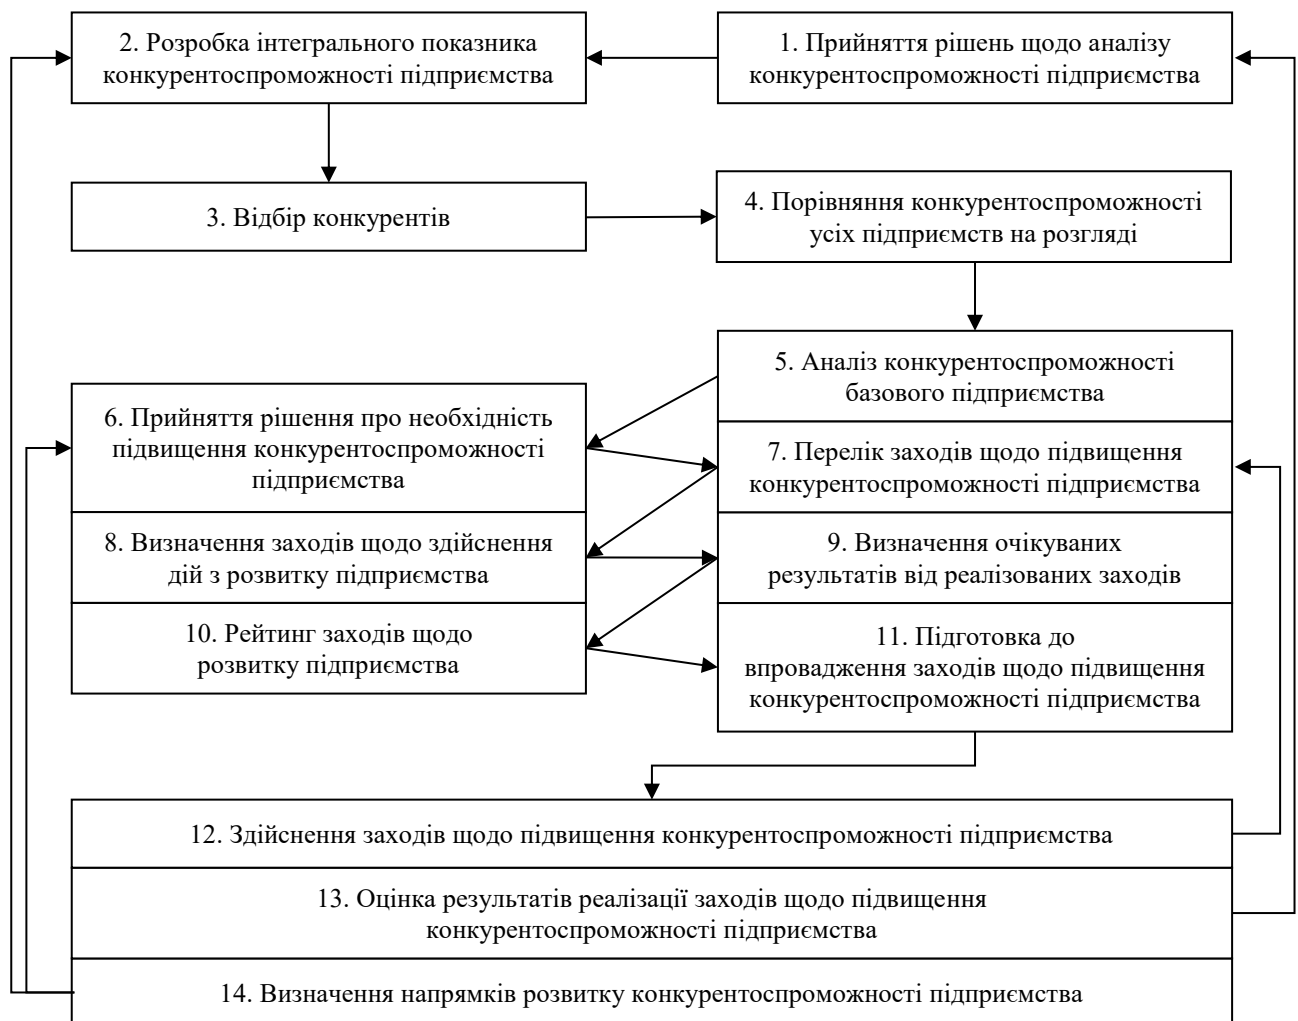 2. Розробка інтегрального показника
конкурентоспроможності підприємства
1. Прийняття рішень щодо аналізу
конкурентоспроможності підприємства
3. Відбір конкурентів
4. Порівняння конкурентоспроможності
усіх підприємств на розгляді
5. Аналіз конкурентоспроможності
базового підприємства
6. Прийняття рішення про необхідність
підвищення конкурентоспроможності
підприємства
7. Перелік заходів щодо підвищення
конкурентоспроможності підприємства
8. Визначення заходів щодо здійснення
дій з розвитку підприємства
9. Визначення очікуваних
результатів від реалізованих заходів
10. Рейтинг заходів щодо
розвитку підприємства
11. Підготовка до
впровадження заходів щодо підвищення
конкурентоспроможності підприємства
12. Здійснення заходів щодо підвищення конкурентоспроможності підприємства
13. Оцінка результатів реалізації заходів щодо підвищення
конкурентоспроможності підприємства
14. Визначення напрямків розвитку конкурентоспроможності підприємства